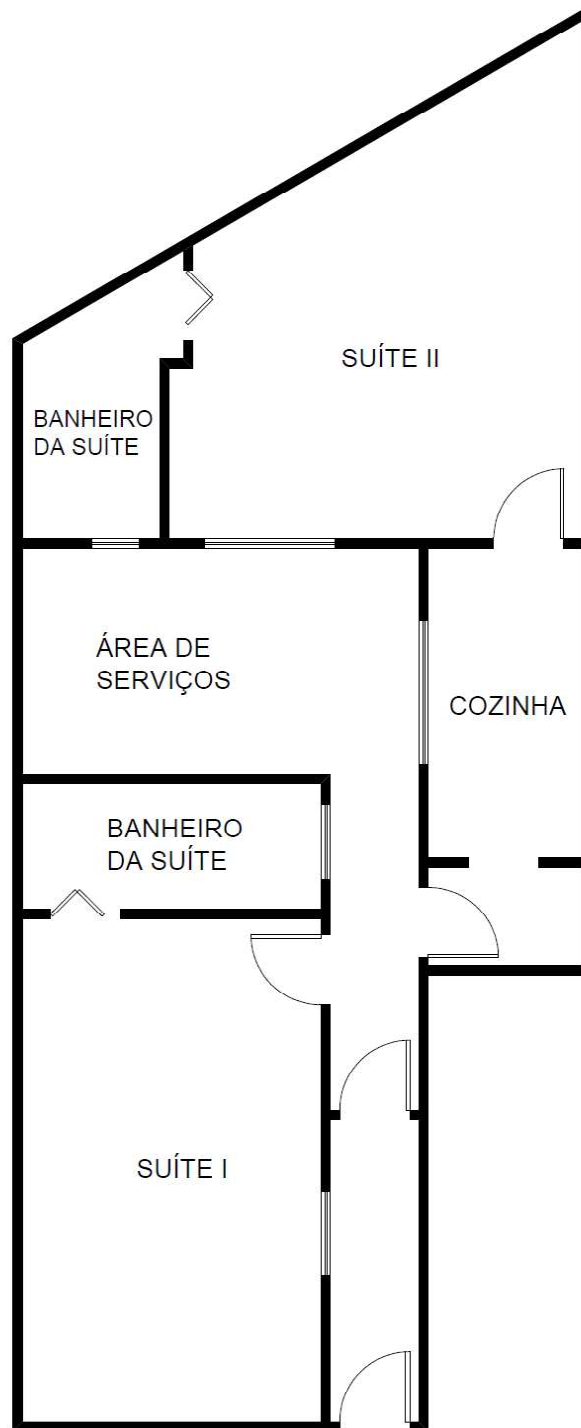 SUÍTE II
BANHEIRO
DA SUÍTE
ÁREA DE
SERVIÇOS
COZINHA
BANHEIRO
DA SUÍTE
SUÍTE I